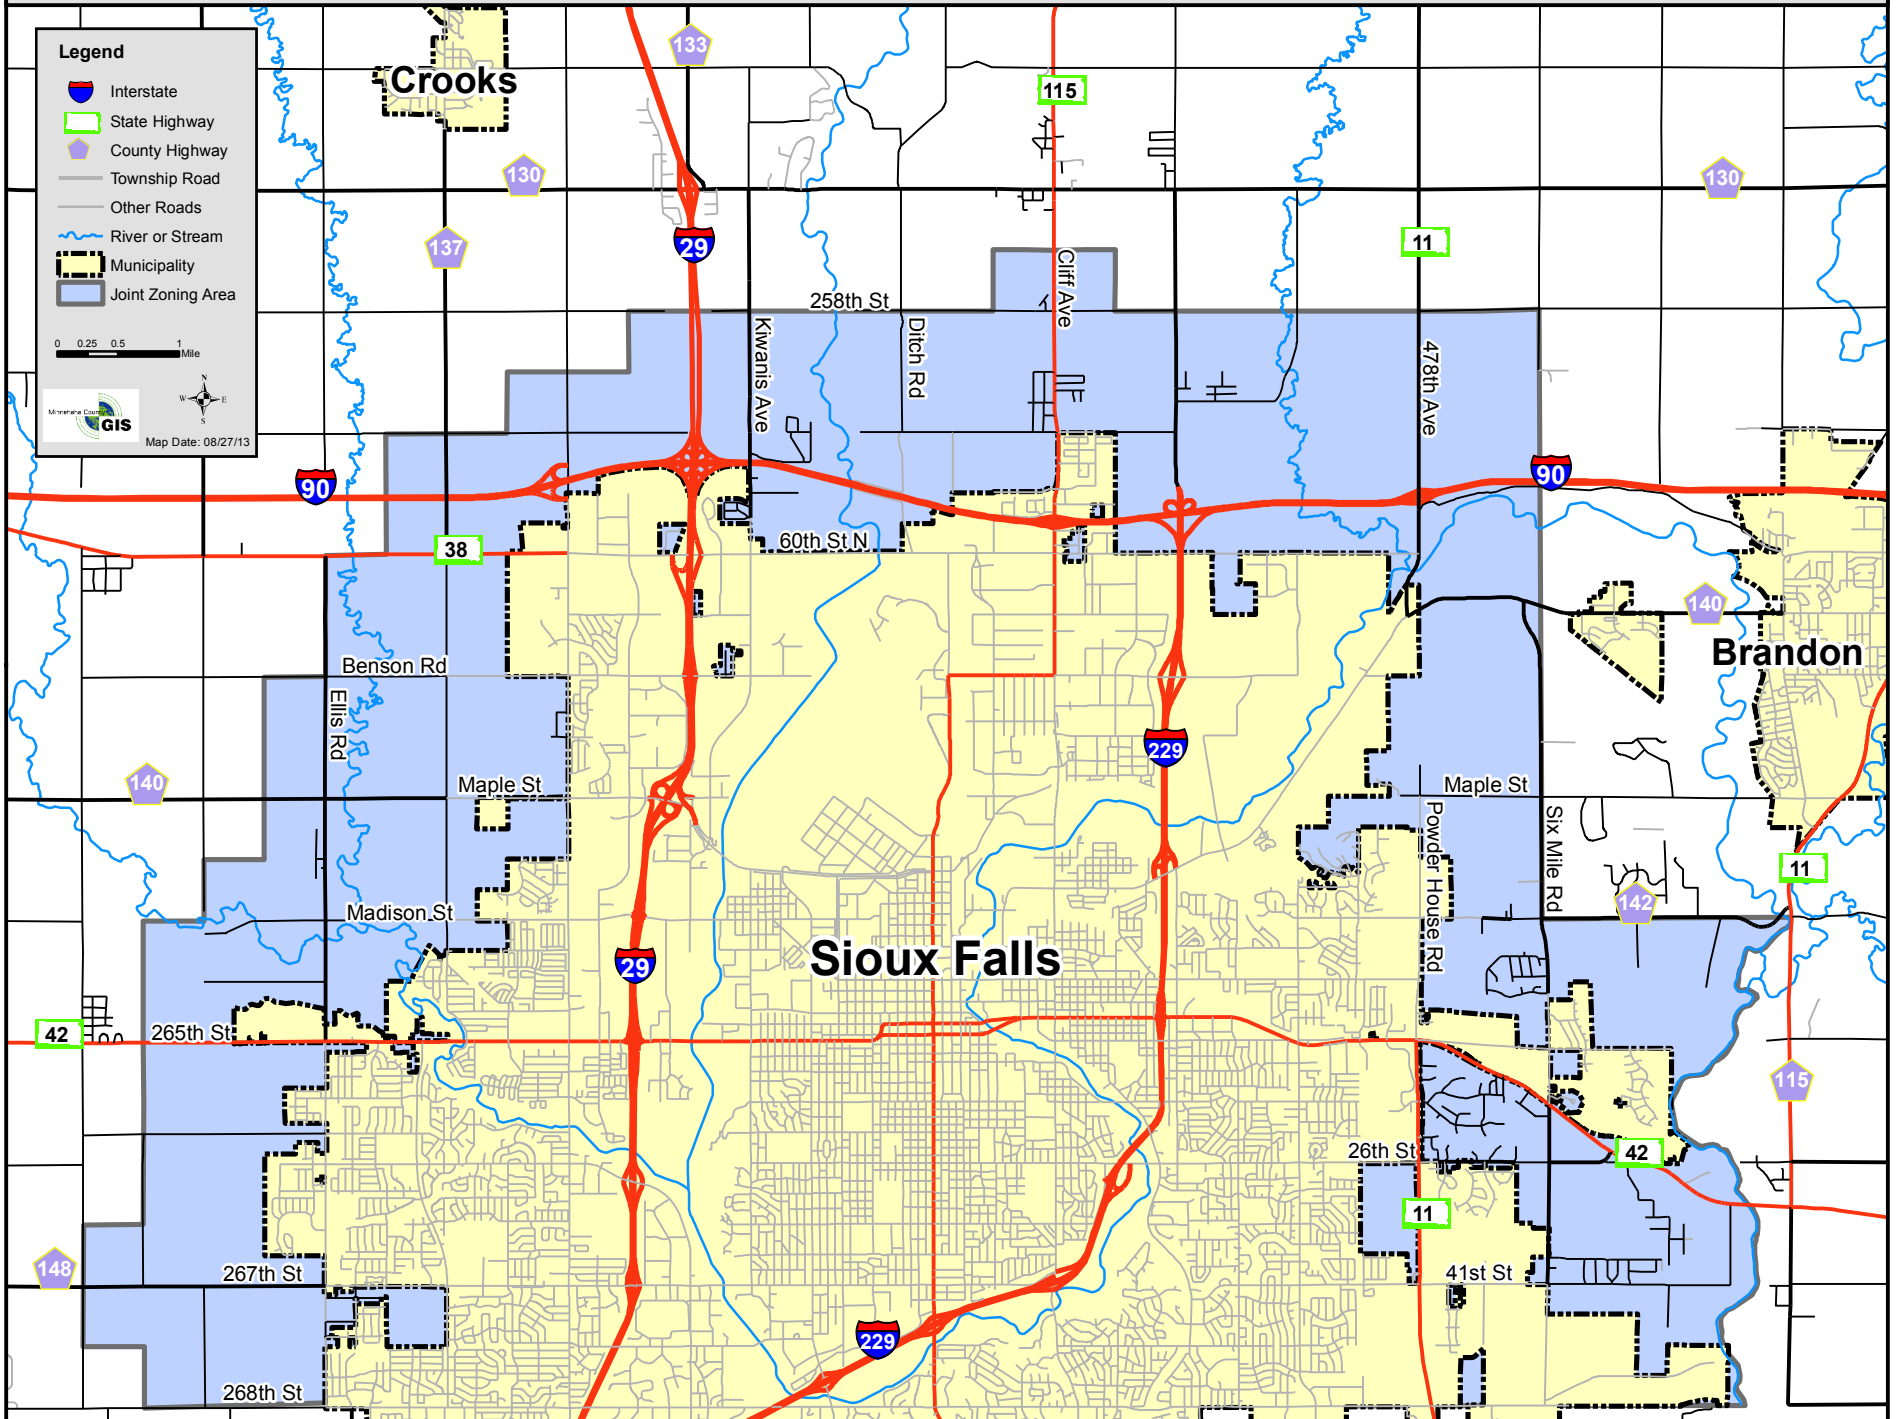 Legend
Interstate
State Highway
County Highway
Township Road
Other Roads
River or Stream
Municipality
Joint Zoning Area
0 0.25 0.5 1
Mile
N
W E
S
Minnehaha County
GIS
Map Date: 08/27/13
Crooks
133
115
130
130
137
29
11
Cliff Ave
258th St
Kiwanis Ave
Ditch Rd
478th Ave
90
90
38
60th St N
140
Brandon
Benson Rd
Ellis Rd
229
140
Maple St
Maple St
Powder House Rd
Six Mile Rd
11
142
Madison St
Sioux Falls
29
42
265th St
115
26th St
42
11
148
267th St
41st St
229
268th St